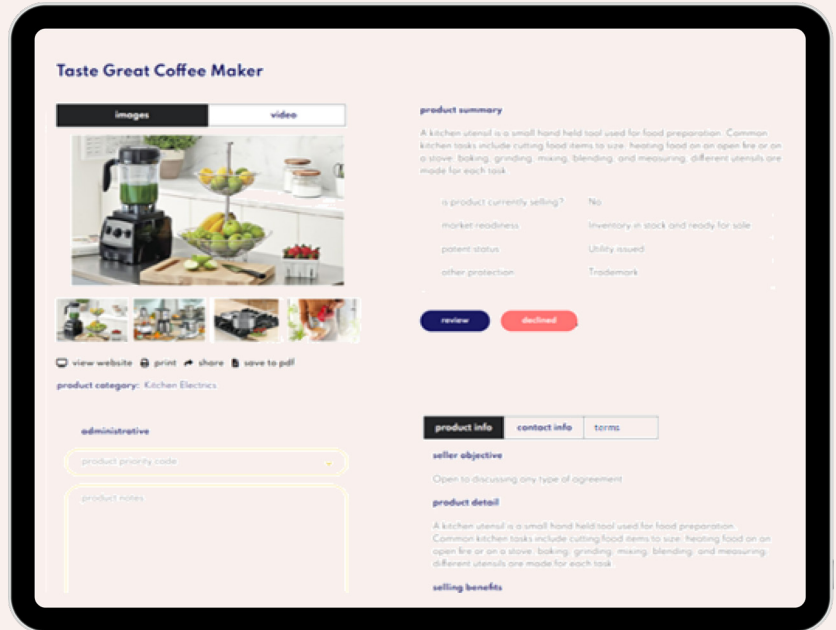 Taste Great Coffee Maker
images
video
view website
print
share
save to pdf
product category: Kitchen Electrics
administrative
product priority code
product notes
product summary
A kitchen utensil is a small hand held tool used for food preparation. Common
kitchen tasks include cutting food items to size, heating food on an open fire or on
a stove, baking, grinding, mixing, blending, and measuring, different utensils are
made for each task
is product currently selling? No
market readiness Inventory in stock and ready for sale
patent status Utility issued
other protection Trademark
review
declined
product info
contact info
terms
seller objective
Open to discussing any type of agreement
product detail
A kitchen utensil is a small hand held tool used for food preparation.
Common kitchen tasks include cutting food items to size, heating food on an
open fire or on a stove, baking, grinding, mixing, blending, and measuring,
different utensils are made for each task
selling benefits